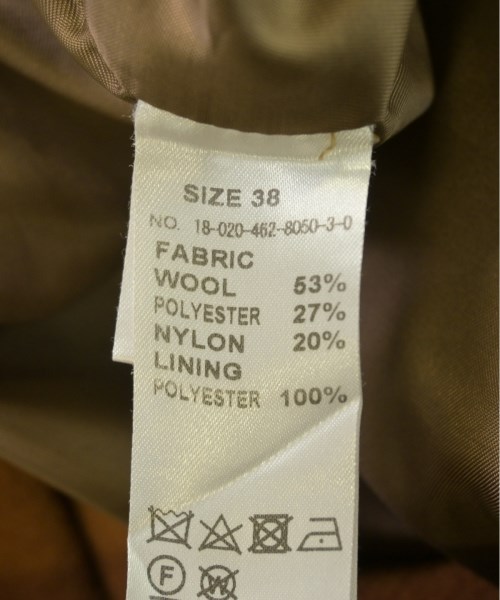 SIZE 38
NO. 18-020-462-8050-3-0
FABRIC
WOOL 53%
POLYESTER 27%
NYLON 20%
LINING
POLYESTER 100%
F W